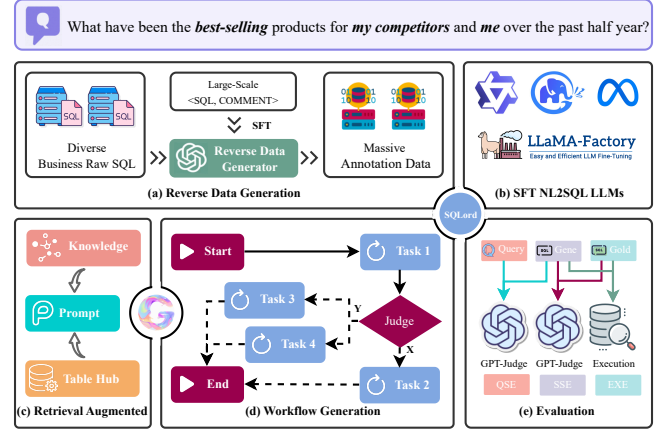 What have been the best-selling products for my competitors and me over the past half year?
SQL
SQL
Diverse
Business Raw SQL
Large-Scale
<SQL, COMMENT>
SFT
Reverse Data
Generator
Massive
Annotation Data
(a) Reverse Data Generation
LLaMA-Factory
Easy and Efficient LLM Fine-Tuning
(b) SFT NL2SQL LLMs
SQLord
Knowledge
Prompt
Table Hub
(c) Retrieval Augmented
Start
Task 1
Task 3
Y
Judge
Task 4
X
End
Task 2
(d) Workflow Generation
Query
SQL
Gene
SQL
Gold
GPT-Judge
GPT-Judge
Execution
QSE
SSE
EXE
(e) Evaluation